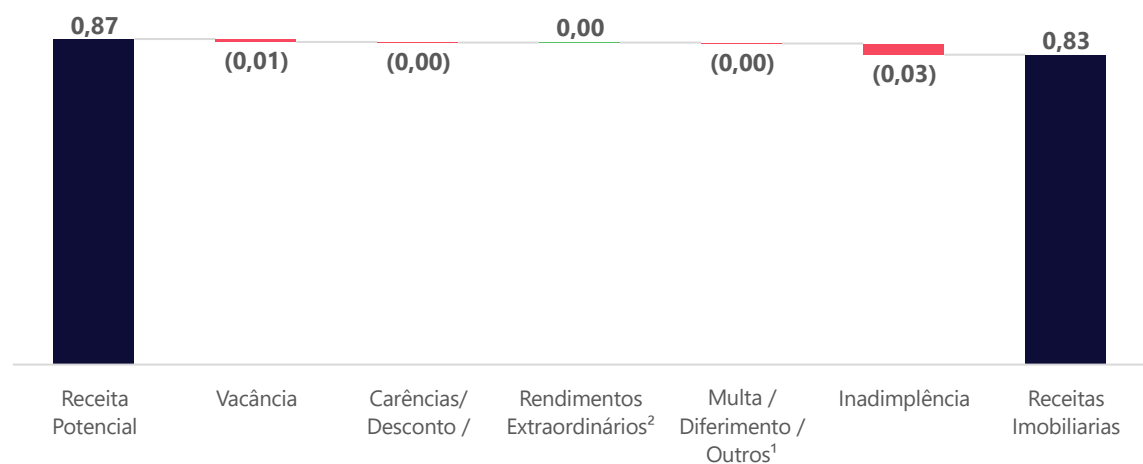 0,87
(0,01)
(0,00)
0,00
(0,00)
(0,03)
0,83
Receita
Potencial
Vacância
Carências/
Desconto /
Rendimentos
Extraordinários²
Multa /
Diferimento /
Outros¹
Inadimplência
Receitas
Imobiliarias